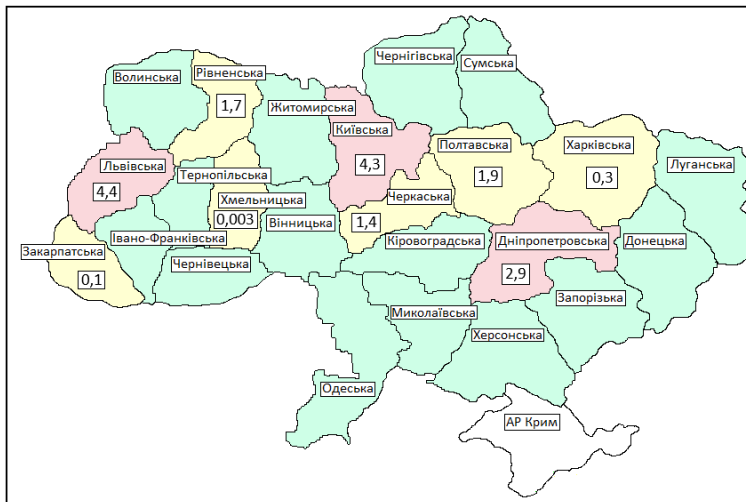 Чернігівська
Сумська
Волинська
Рівненська
1,7
Житомирська
Київська
4,3
Полтавська
1,9
Харківська
0,3
Луганська
Львівська
4,4
Тернопільська
Хмельницька
0,003
Черкаська
1,4
Вінницька
Івано-Франківська
Закарпатська
0,1
Чернівецька
Кіровоградська
Дніпропетровська
2,9
Донецька
Запорізька
Миколаївська
Херсонська
Одеська
АР Крим